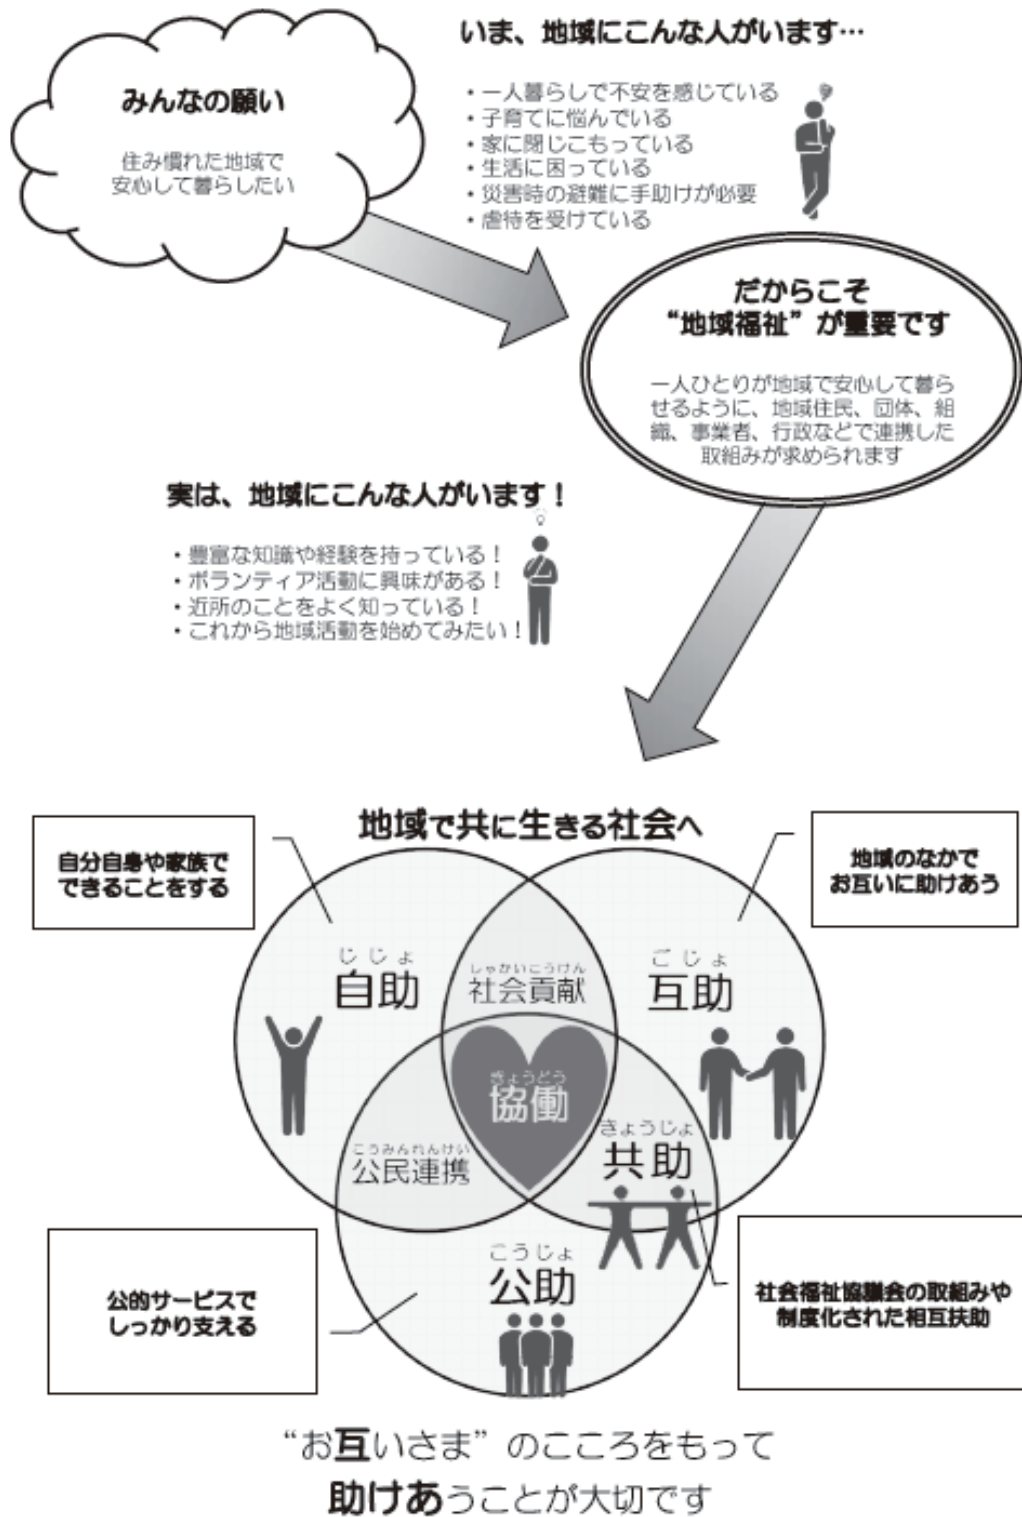 みんなの願い
住み慣れた地域で
安心して暮らしたい
いま、地域にこんな人がいます…
・一人暮らしで不安を感じている
・子育てに悩んでいる
・家に閉じこもっている
・生活に困っている
・災害時の避難に手助けが必要
・虐待を受けている
だからこそ
“地域福祉”が重要です
一人ひとりが地域で安心して暮ら
せるように、地域住民、団体、組
織、事業者、行政などで連携した
取組みが求められます
実は、地域にこんな人がいます！
・豊富な知識や経験を持っている！
・ボランティア活動に興味がある！
・近所のことをよく知っている！
・これから地域活動を始めてみたい！
地域で共に生きる社会へ
自分自身や家族で
できることをする
地域のなかで
お互いに助けあう
じじょ
自助
しゃかいこうけん
社会貢献
ごじょ
互助
きょうどう
協働
こうみんれんけい
公民連携
きょうじょ
共助
こうじょ
公助
公的サービスで
しっかり支える
社会福祉協議会の取組みや
制度化された相互扶助
“お互いさま”のこころをもって
助けあうことが大切です